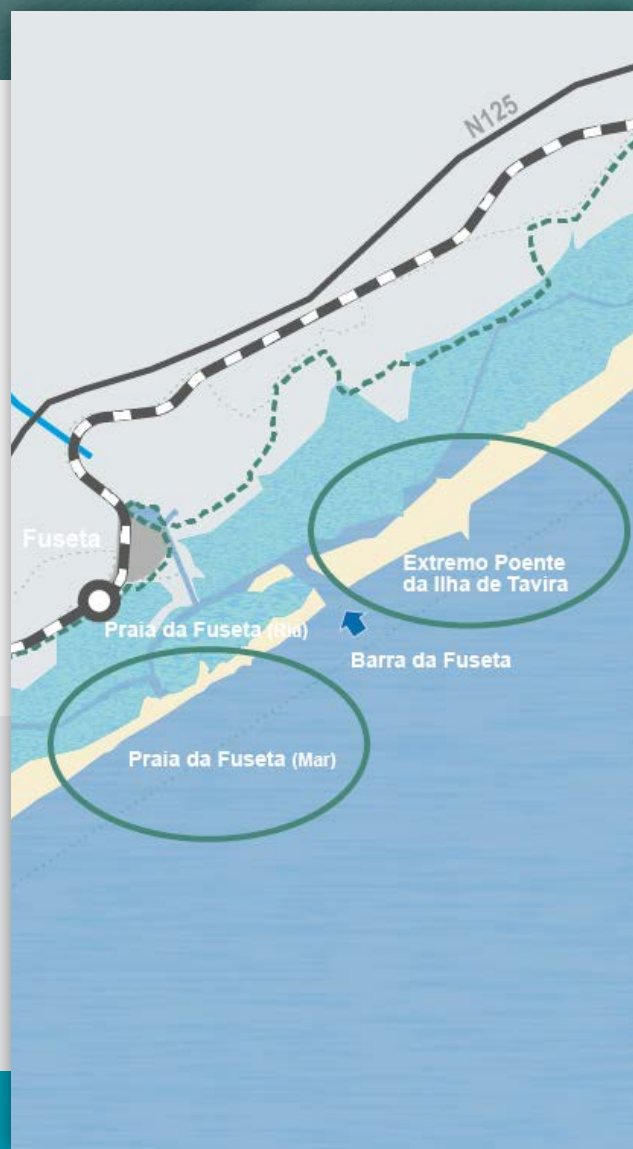 N125
Fuseta
Extremo Poente
da Ilha de Tavira
Praia da Fuseta (Ria)
Barra da Fuseta
Praia da Fuseta (Mar)